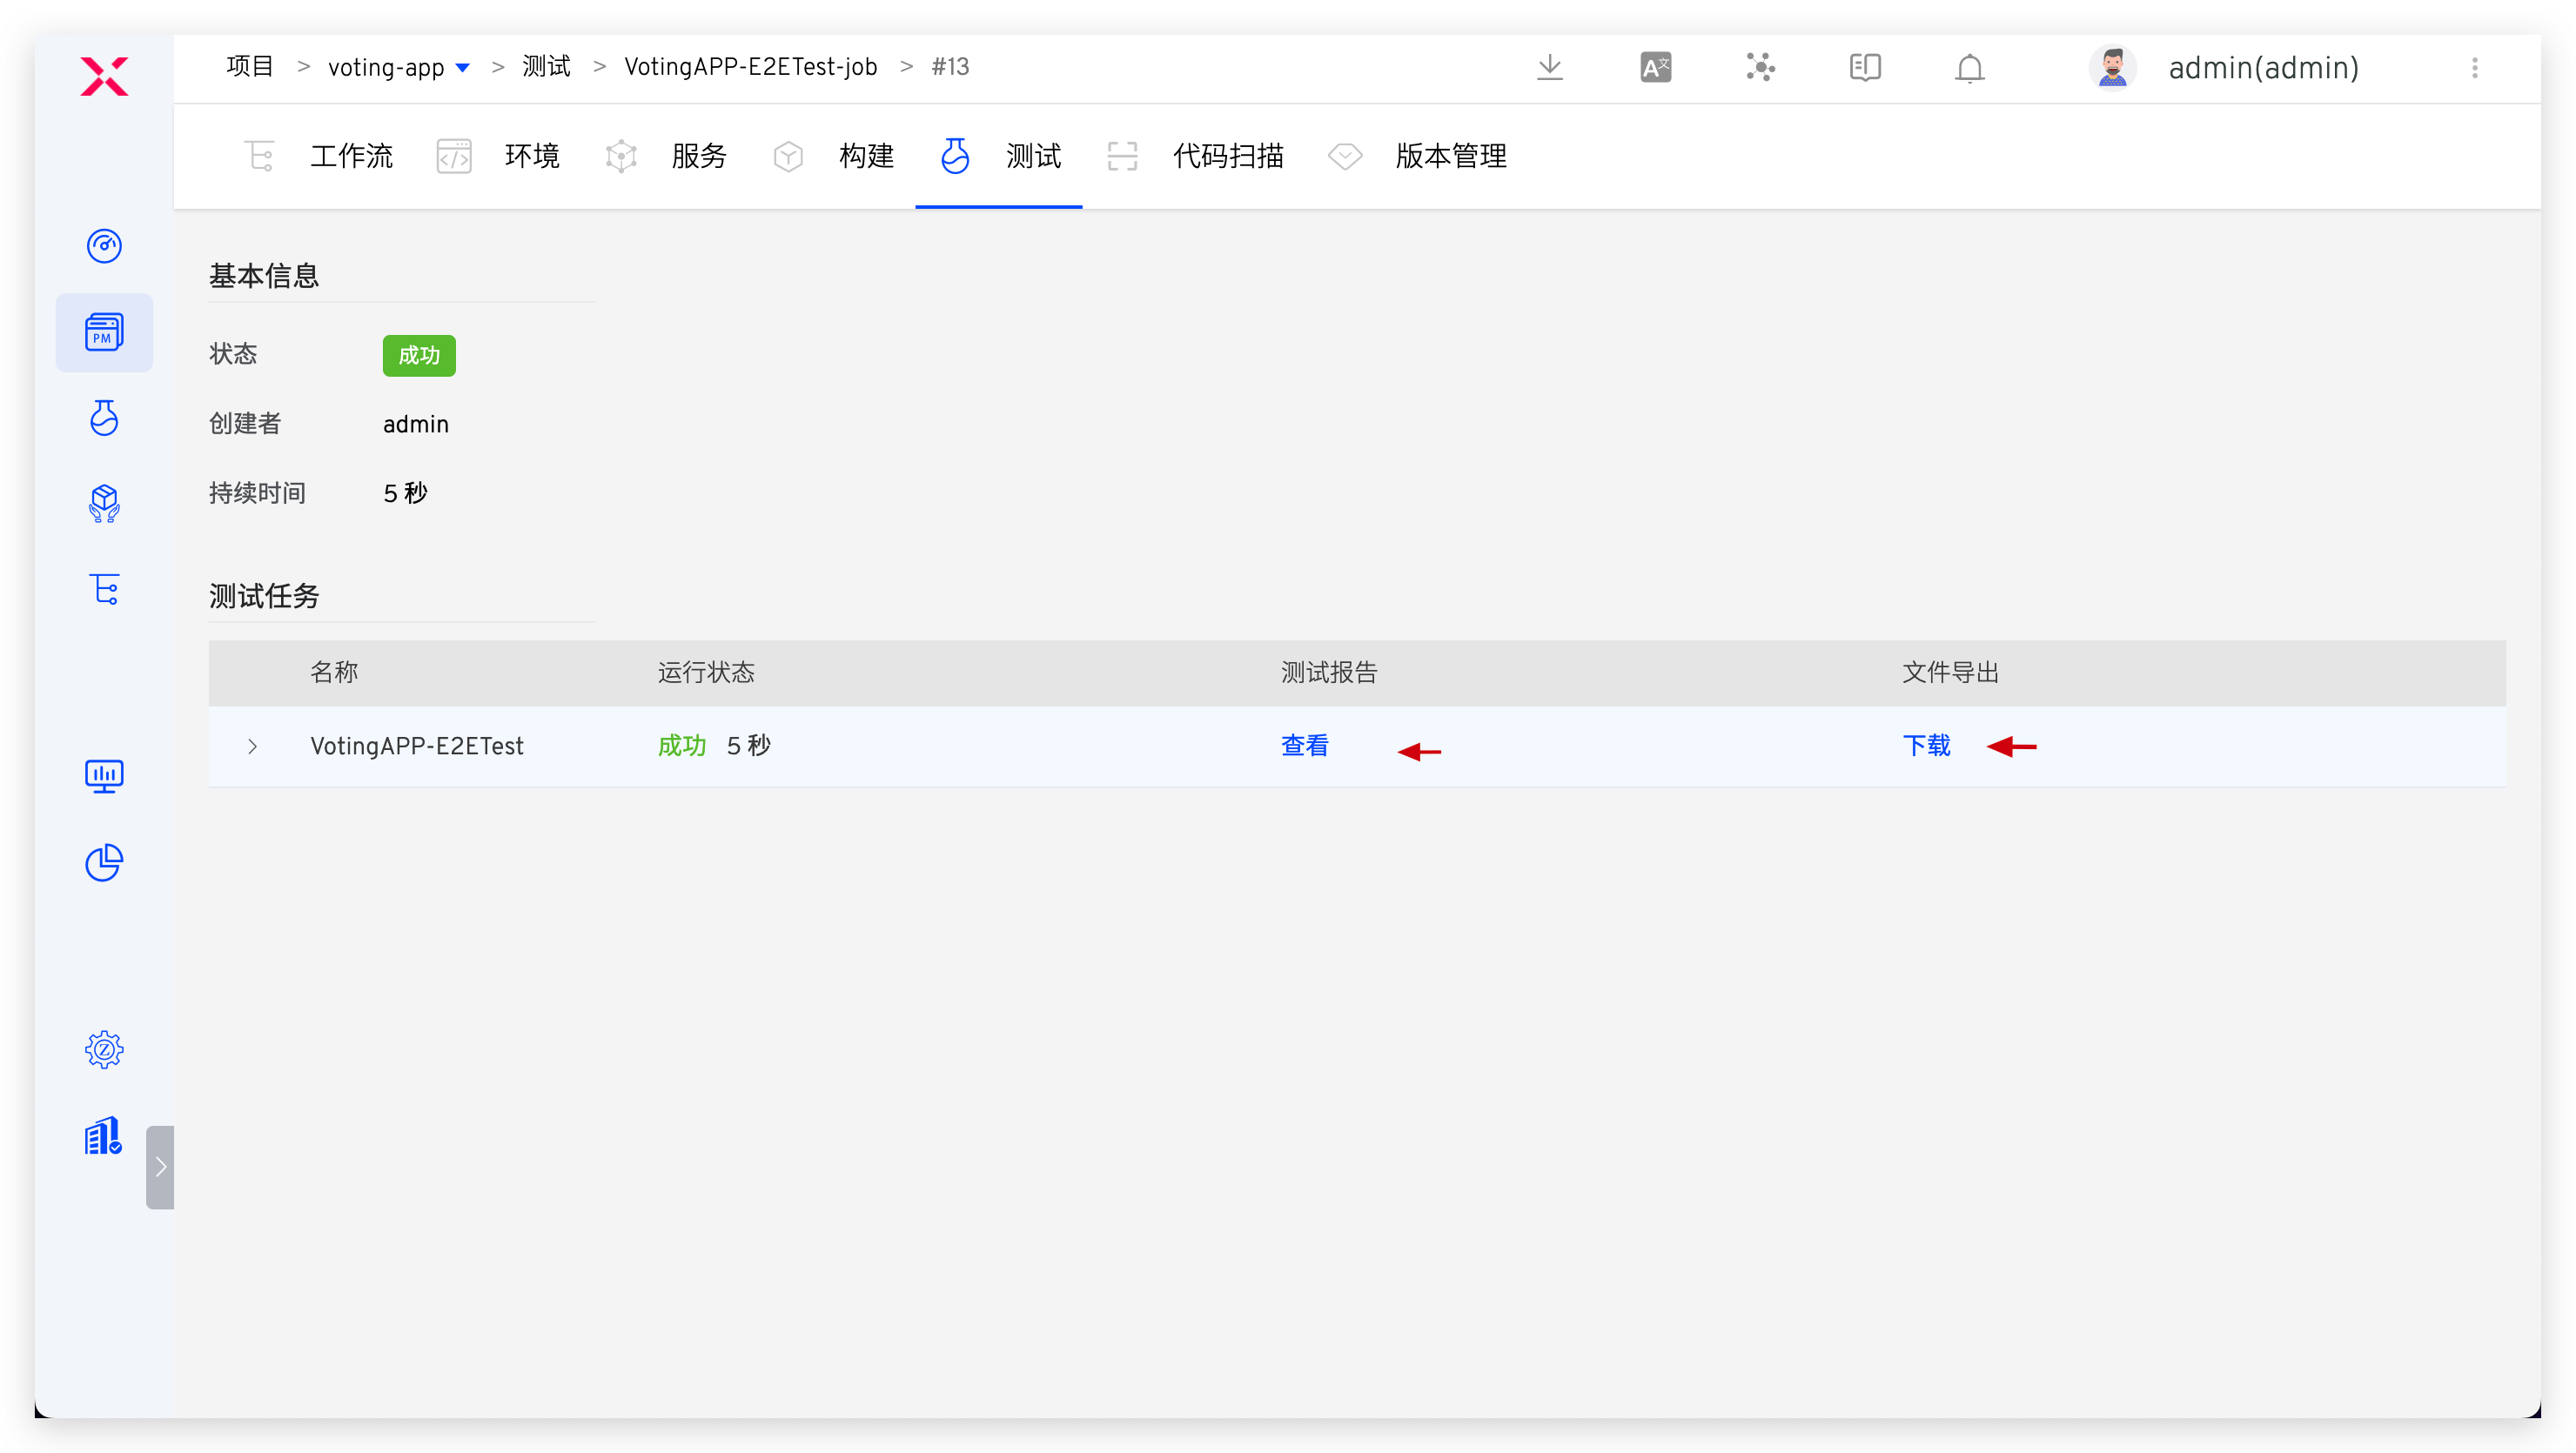 项目 > voting-app > 测试 > VotingAPP-E2ETest-job > #13
A文
admin(admin)
工作流 环境 服务 构建 测试 代码扫描 版本管理
PM
基本信息
状态 成功
创建者 admin
持续时间 5 秒
测试任务
名称 运行状态 测试报告 文件导出
VotingAPP-E2ETest 成功 5 秒 查看 下载
Z